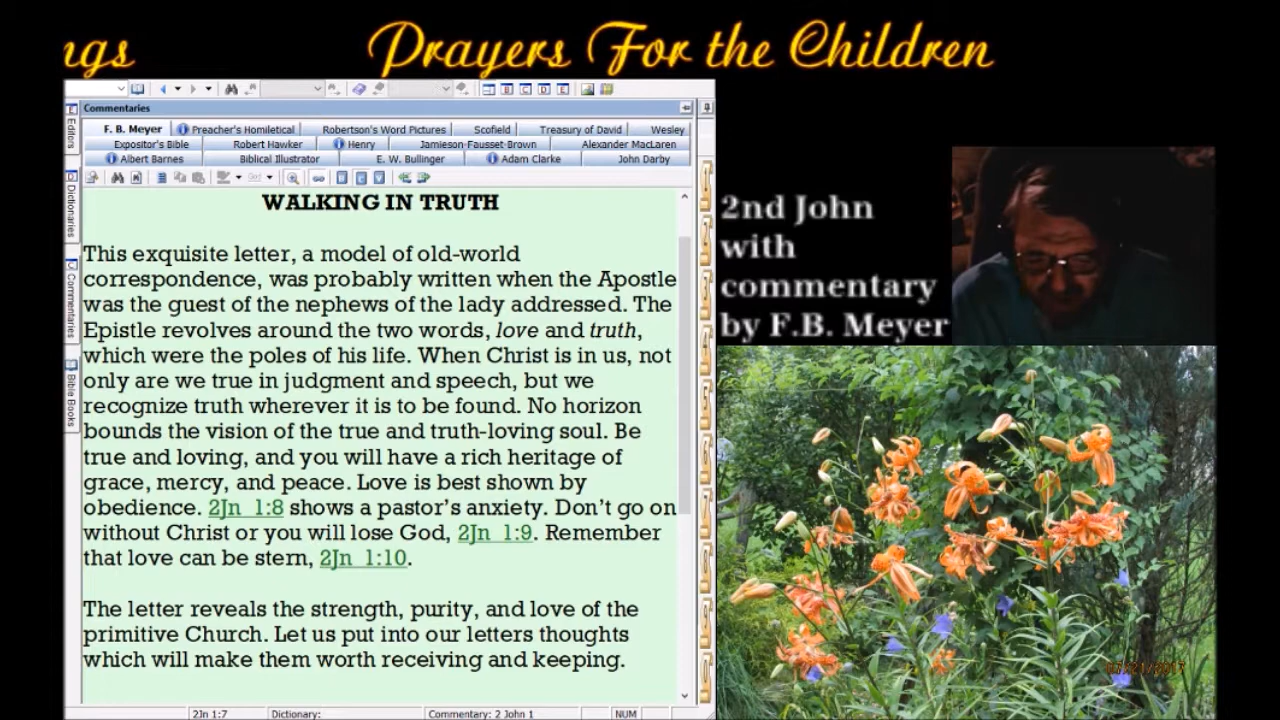 ngs Prayers For the Children
Commentaries
F. B. Meyer Preacher's Homiletical Robertson's Word Pictures Scofield Treasury of David Wesley
Expositor's Bible Robert Hawker Henry Jamieson-Fausset-Brown Alexander MacLaren
Albert Barnes Biblical Illustrator E. W. Bullinger Adam Clarke John Darby
Editors
Dictionaries
Commentaries
Bible Books
WALKING IN TRUTH
This exquisite letter, a model of old-world
correspondence, was probably written when the Apostle
was the guest of the nephews of the lady addressed. The
Epistle revolves around the two words, love and truth,
which were the poles of his life. When Christ is in us, not
only are we true in judgment and speech, but we
recognize truth wherever it is to be found. No horizon
bounds the vision of the true and truth-loving soul. Be
true and loving, and you will have a rich heritage of
grace, mercy, and peace. Love is best shown by
obedience. 2Jn 1:8 shows a pastor's anxiety. Don't go on
without Christ or you will lose God, 2Jn 1:9. Remember
that love can be stern, 2Jn 1:10.
The letter reveals the strength, purity, and love of the
primitive Church. Let us put into our letters thoughts
which will make them worth receiving and keeping.
2Jn 1:7 Dictionary: Commentary: 2 John 1 NUM
2nd John
with
commentary
by F.B. Meyer
07/21/2017